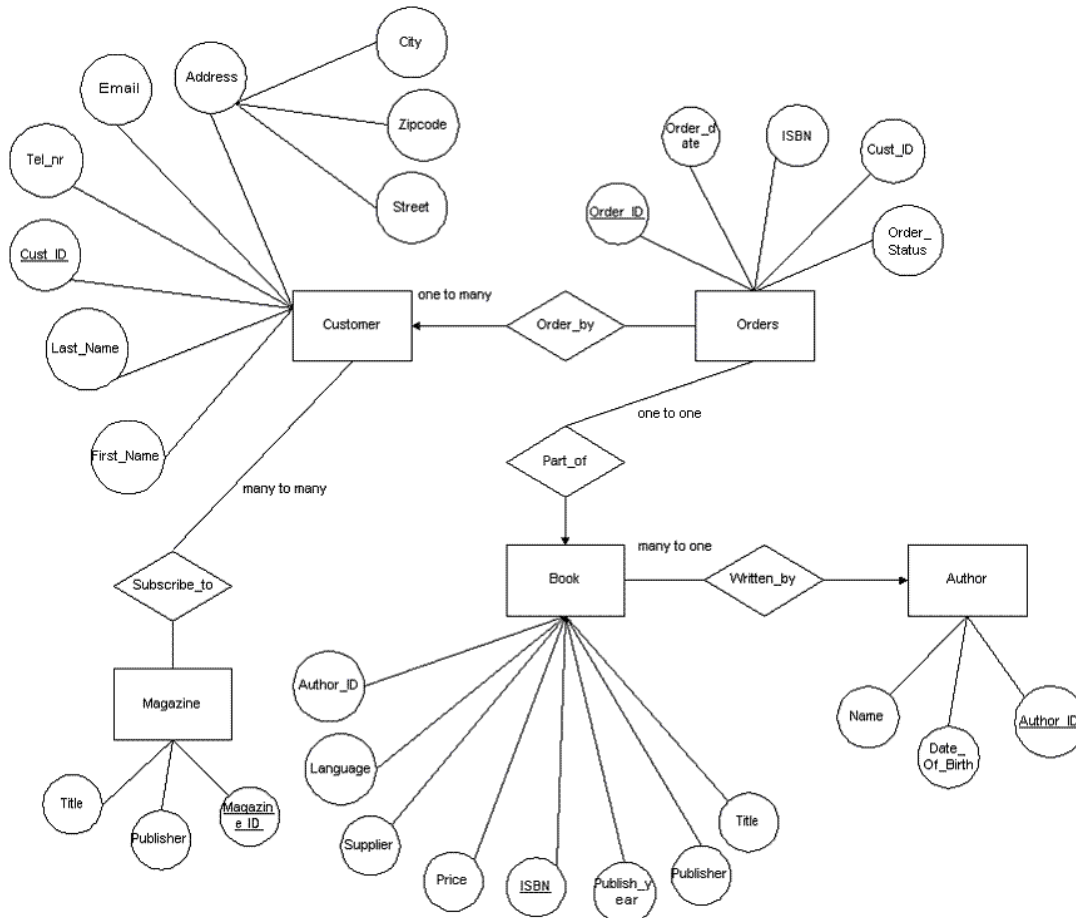 City
Email
Address
Zipcode
Order_d
ate
ISBN
Cust_ID
Tel_nr
Street
Order_ID
Order_
Status
Cust_ID
one to many
Customer
Order_by
Orders
Last_Name
one to one
First_Name
Part_of
many to many
many to one
Subscribe_to
Book
Written_by
Author
Author_ID
Magazine
Name
Author_ID
Date_
Of_Birth
Language
Title
Publisher
Magazin
e_ID
Supplier
Title
Price
ISBN
Publish_y
ear
Publisher